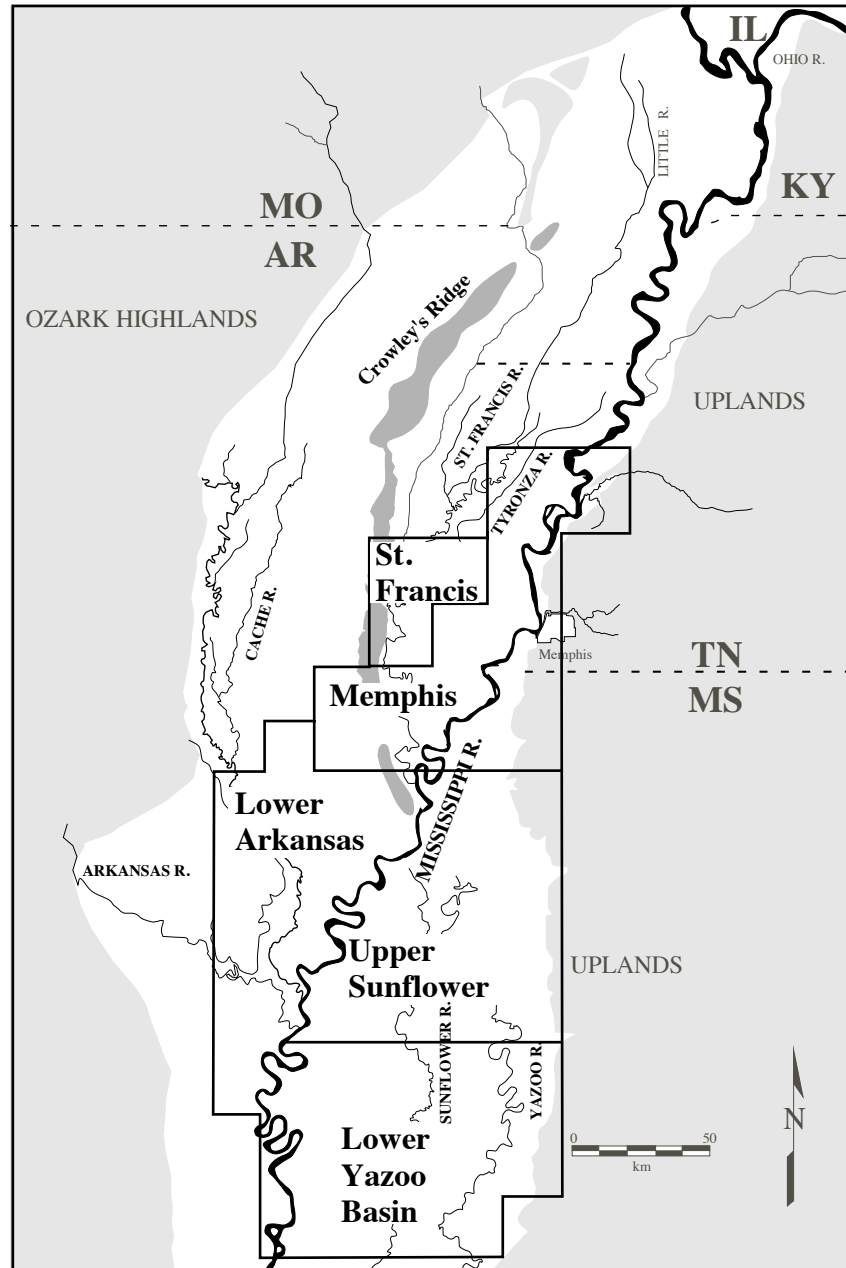 IL
OHIO R.
LITTLE R.
KY
MO
AR
OZARK HIGHLANDS
Crowley's Ridge
UPLANDS
ST. FRANCIS R.
TYRONZA R.
St.
Francis
CACHE R.
Memphis
TN
MS
Memphis
MISSISSIPPI R.
Lower
Arkansas
ARKANSAS R.
Upper
Sunflower
UPLANDS
SUNFLOWER R.
YAZOO R.
N
0 50
km
Lower
Yazoo
Basin